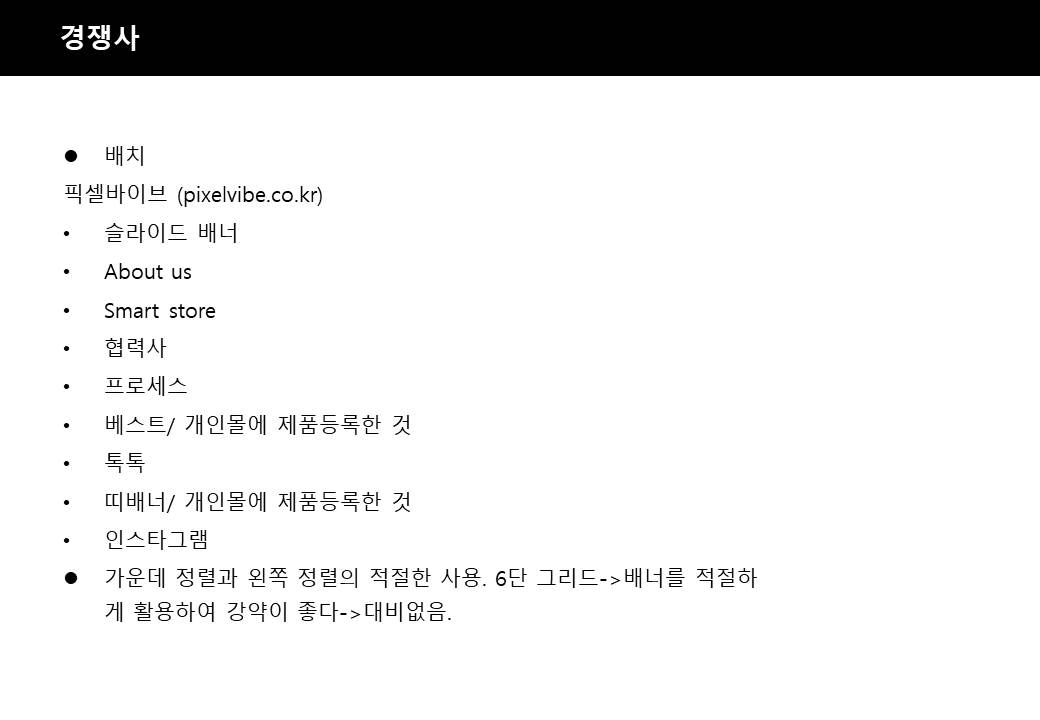 경쟁사
● 배치
픽셀바이브 (pixelvibe.co.kr)
• 슬라이드 배너
• About us
• Smart store
• 협력사
• 프로세스
• 베스트/ 개인몰에 제품등록한 것
• 톡톡
• 띠배너/ 개인몰에 제품등록한 것
• 인스타그램
● 가운데 정렬과 왼쪽 정렬의 적절한 사용. 6단 그리드->배너를 적절하
게 활용하여 강약이 좋다->대비없음.